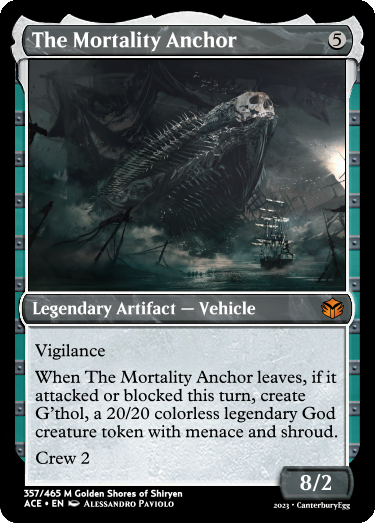 The Mortality Anchor 5
Legendary Artifact — Vehicle
Vigilance
When The Mortality Anchor leaves, if it
attacked or blocked this turn, create
G'thol, a 20/20 colorless legendary God
creature token with menace and shroud.
Crew 2
8/2
357/465 M Golden Shores of Shiryen
ACE • EN Alessandro Paviolo
2023 • CanterburyEgg